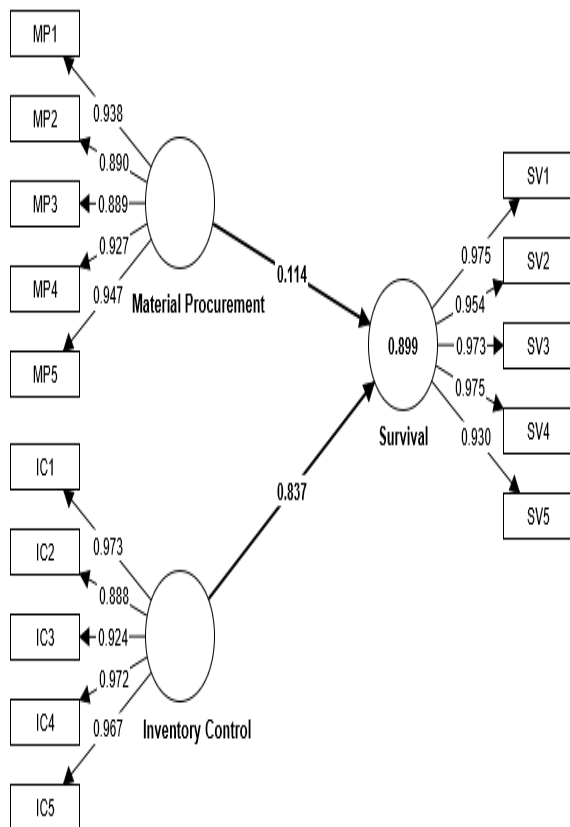 MP1
0.938
MP2
0.890
MP3
0.889
MP4
0.927
MP5
0.947
Material Procurement
0.114
IC1
0.973
IC2
0.888
IC3
0.924
IC4
0.972
IC5
0.967
Inventory Control
0.837
0.899
Survival
SV1
0.975
SV2
0.954
SV3
0.973
SV4
0.975
SV5
0.930